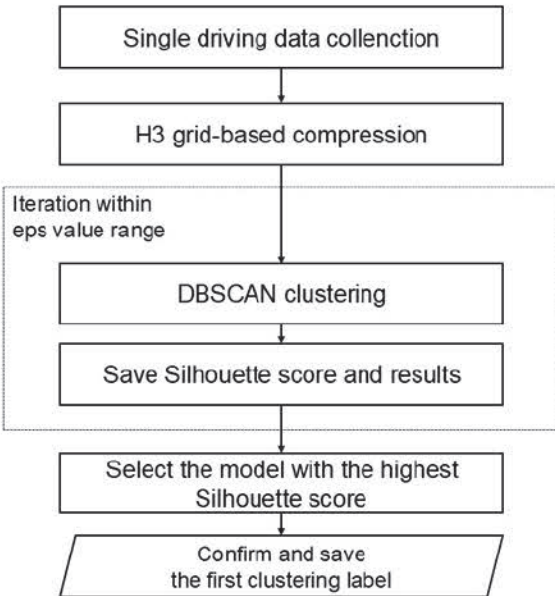 Single driving data collenction
H3 grid-based compression
Iteration within
eps value range
DBSCAN clustering
Save Silhouette score and results
Select the model with the highest
Silhouette score
Confirm and save
the first clustering label